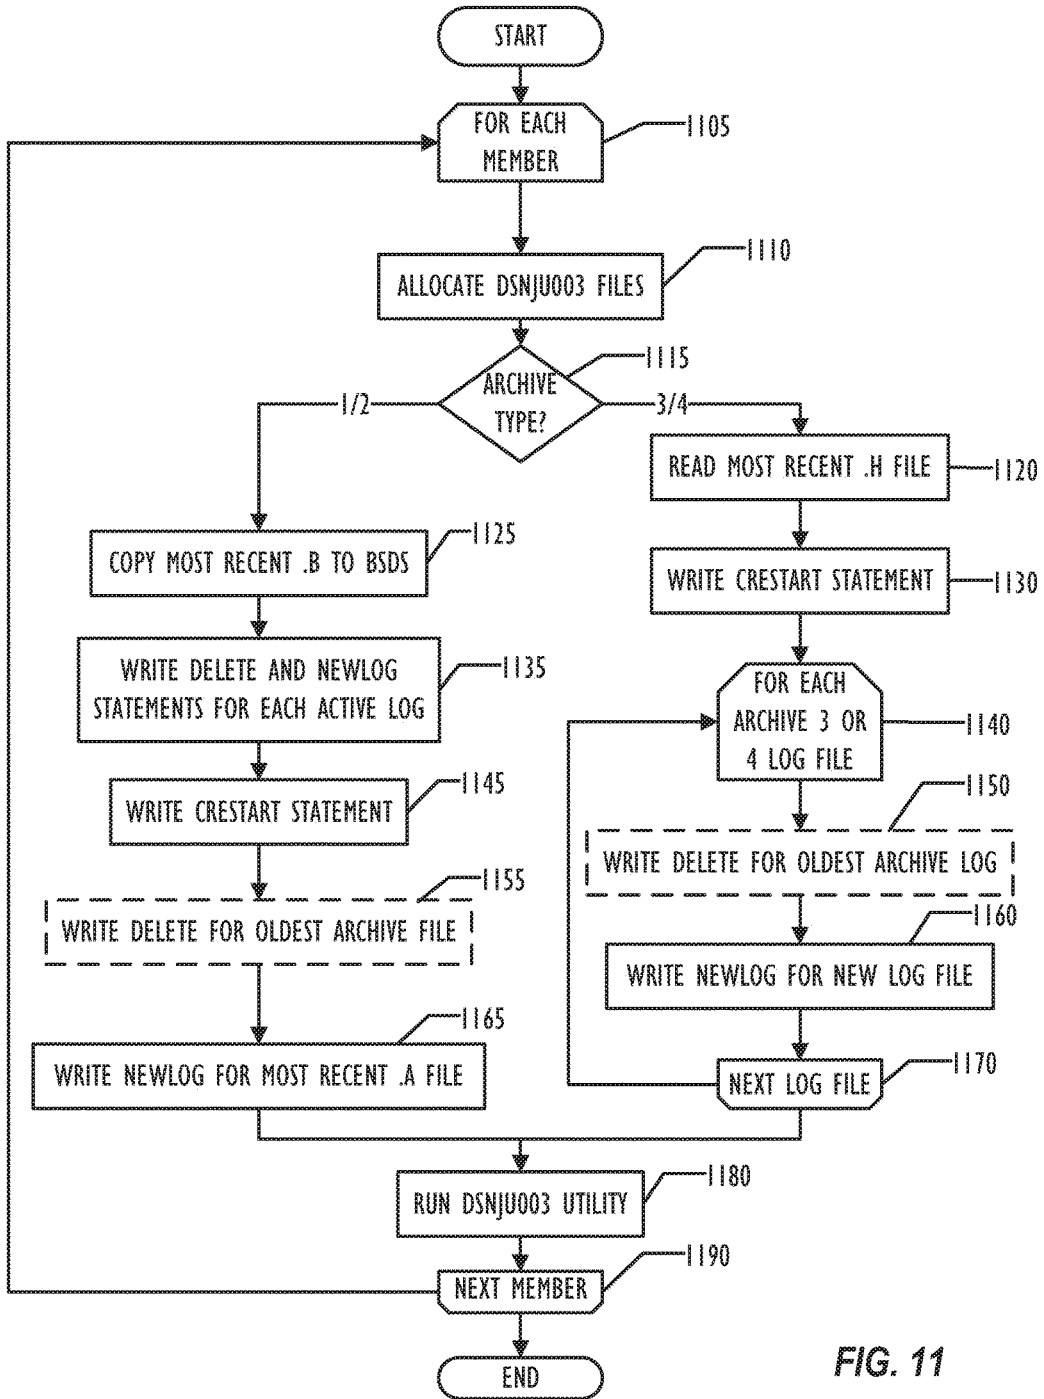 START
FOR EACH
MEMBER
1105
ALLOCATE DSNJU003 FILES
1110
ARCHIVE
TYPE?
1115
1/2
3/4
READ MOST RECENT .H FILE
1120
COPY MOST RECENT .B TO BSDS
1125
WRITE CRESTART STATEMENT
1130
WRITE DELETE AND NEWLOG
STATEMENTS FOR EACH ACTIVE LOG
1135
FOR EACH
ARCHIVE 3 OR
4 LOG FILE
1140
WRITE CRESTART STATEMENT
1145
WRITE DELETE FOR OLDEST ARCHIVE LOG
1150
WRITE DELETE FOR OLDEST ARCHIVE FILE
1155
WRITE NEWLOG FOR NEW LOG FILE
1160
WRITE NEWLOG FOR MOST RECENT .A FILE
1165
NEXT LOG FILE
1170
RUN DSNJU003 UTILITY
1180
NEXT MEMBER
1190
END
FIG. 11